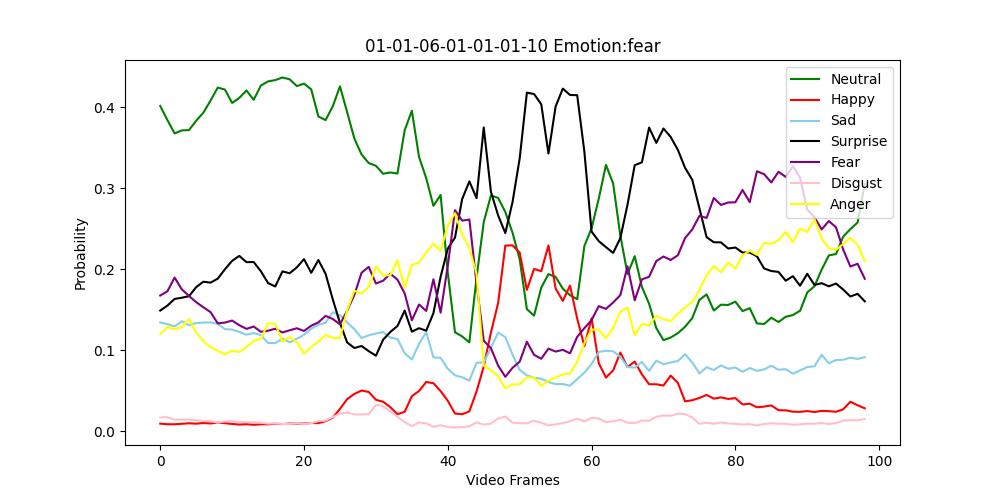 01-01-06-01-01-01-10 Emotion:fear
Probability
0.4
0.3
0.2
0.1
0.0
Neutral
Happy
Sad
Surprise
Fear
Disgust
Anger
0
20
40
60
80
100
Video Frames